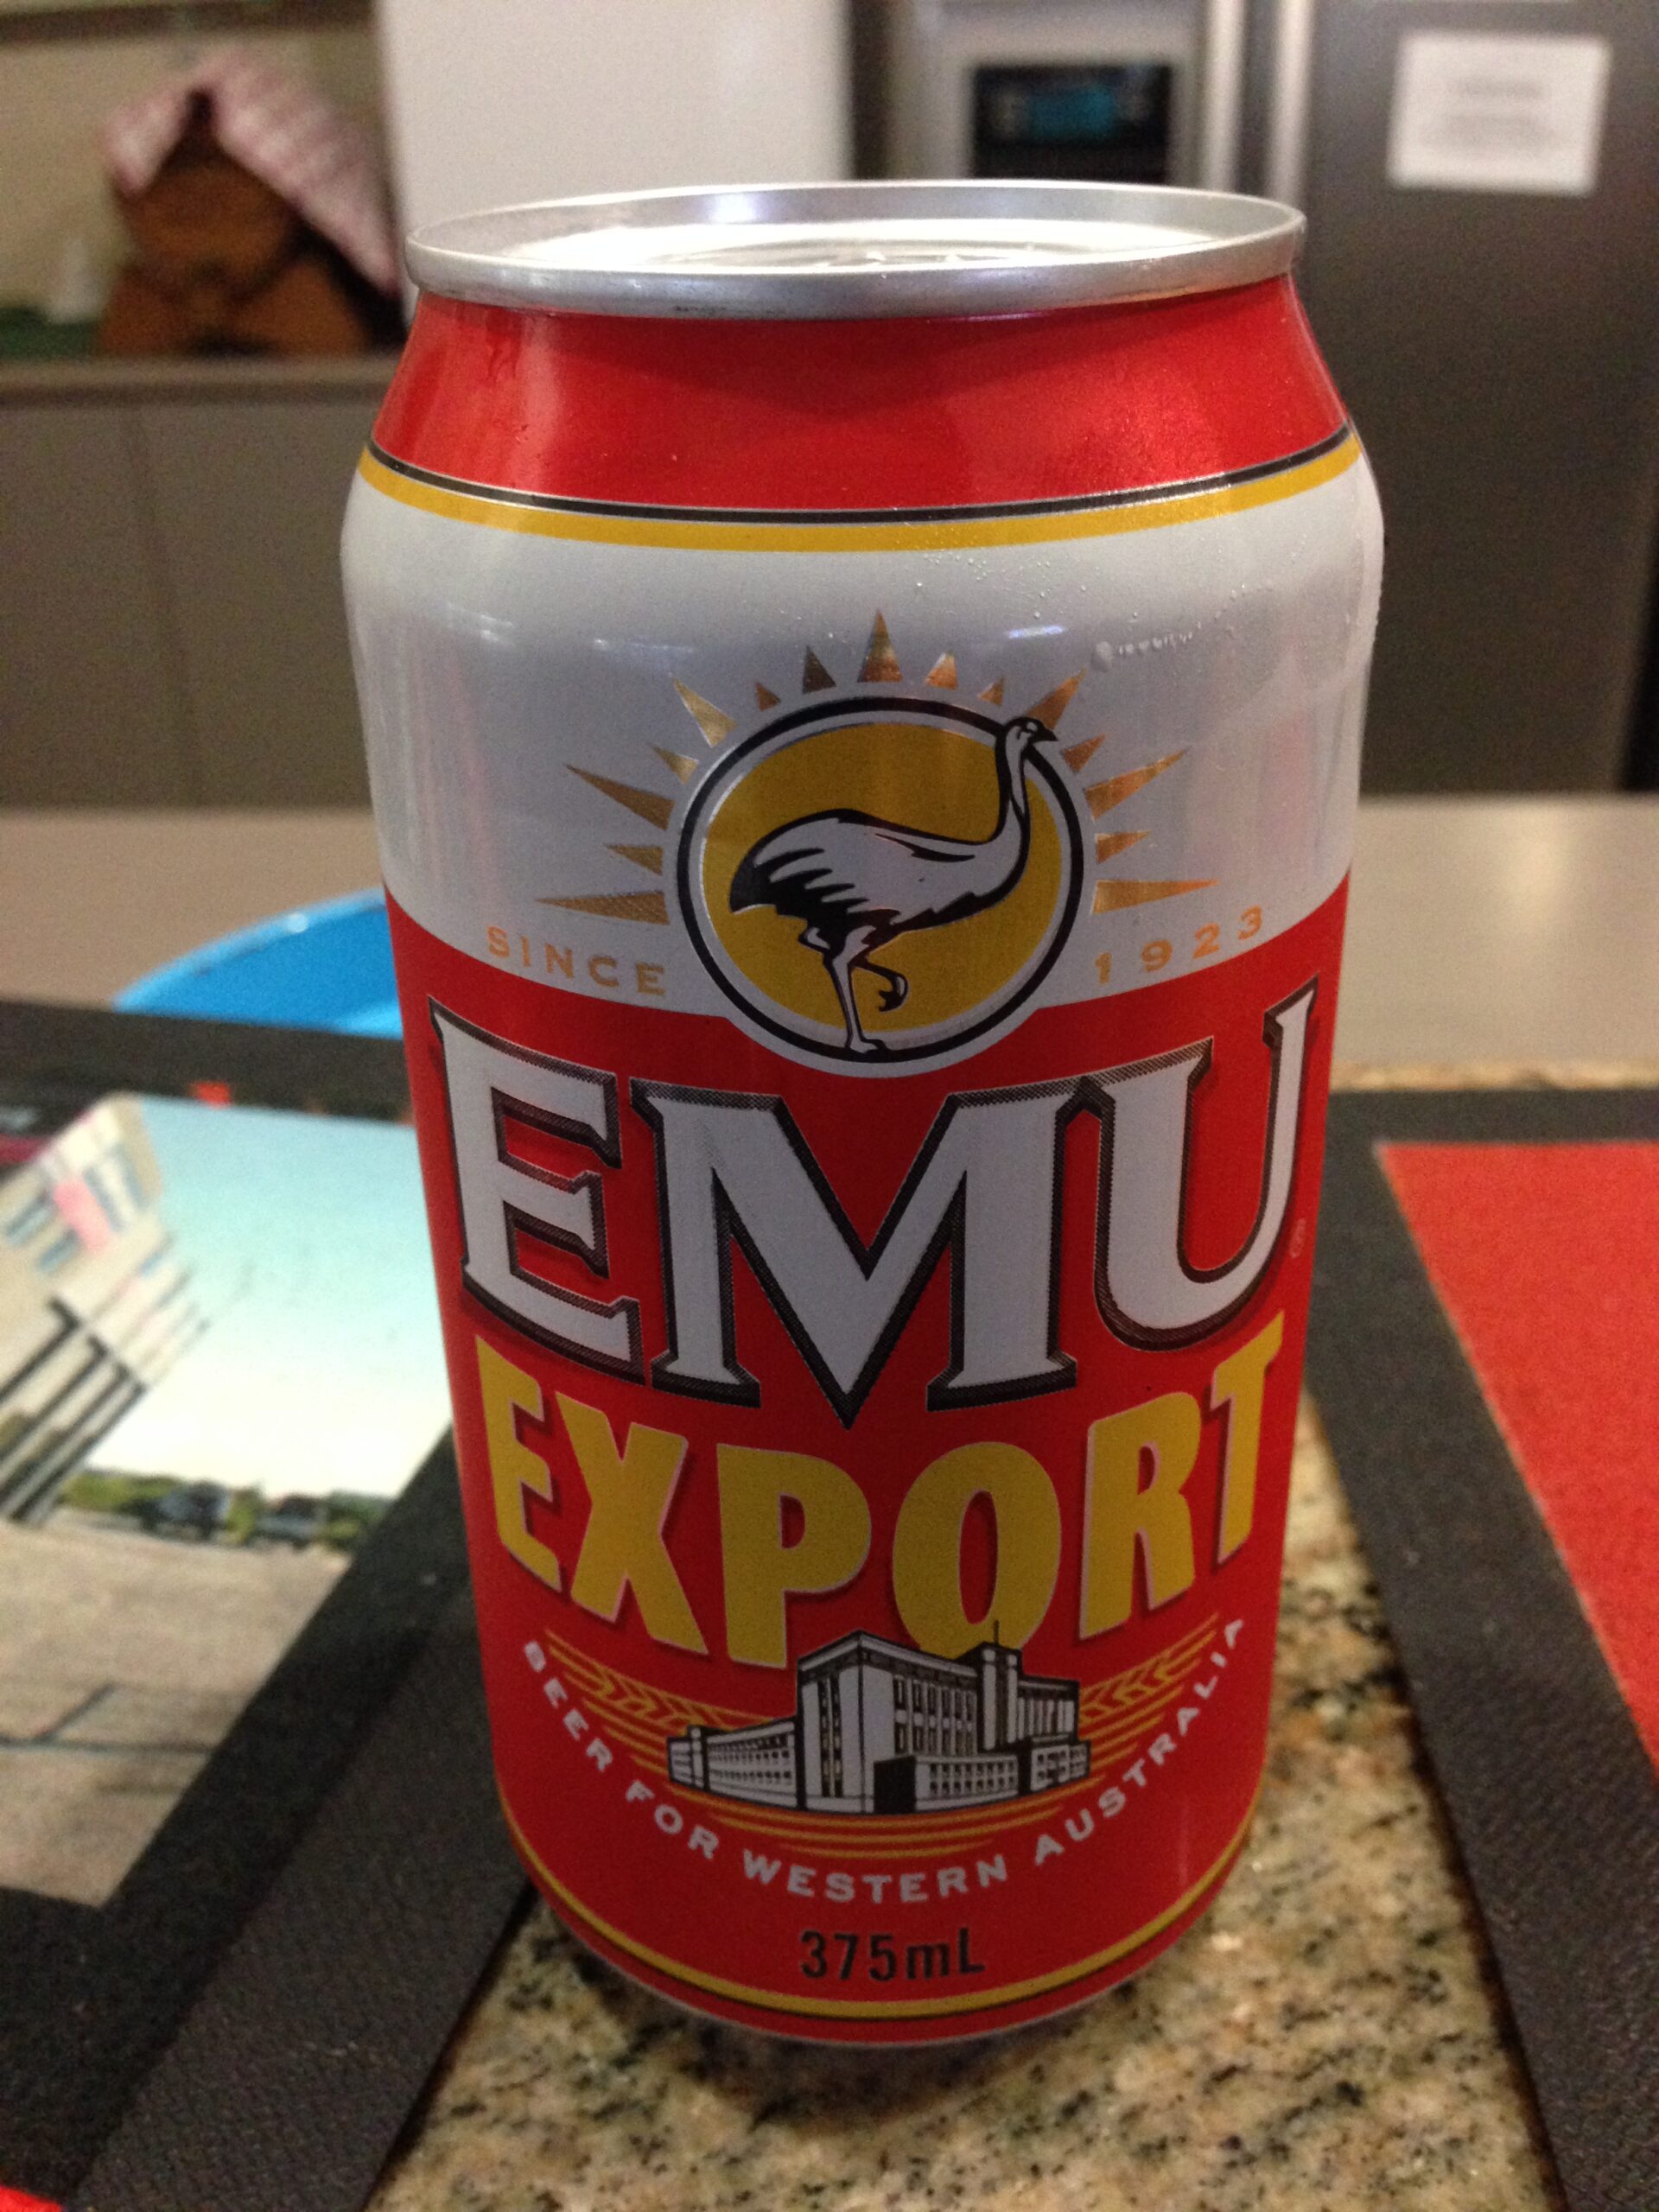 SINCE 1923
EMU
EXPORT
BEER FOR WESTERN AUSTRALIA
375mL